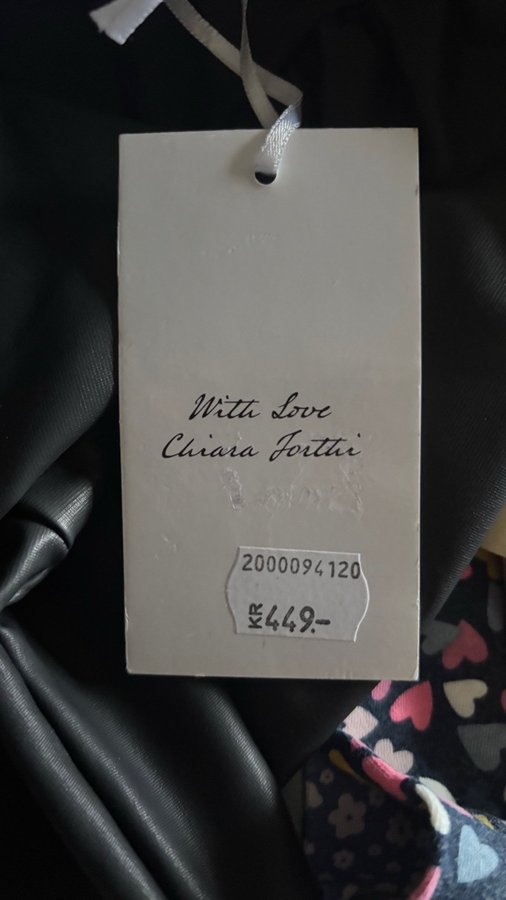 With Love
Chiara Forthi
2000094120
KR 449.-